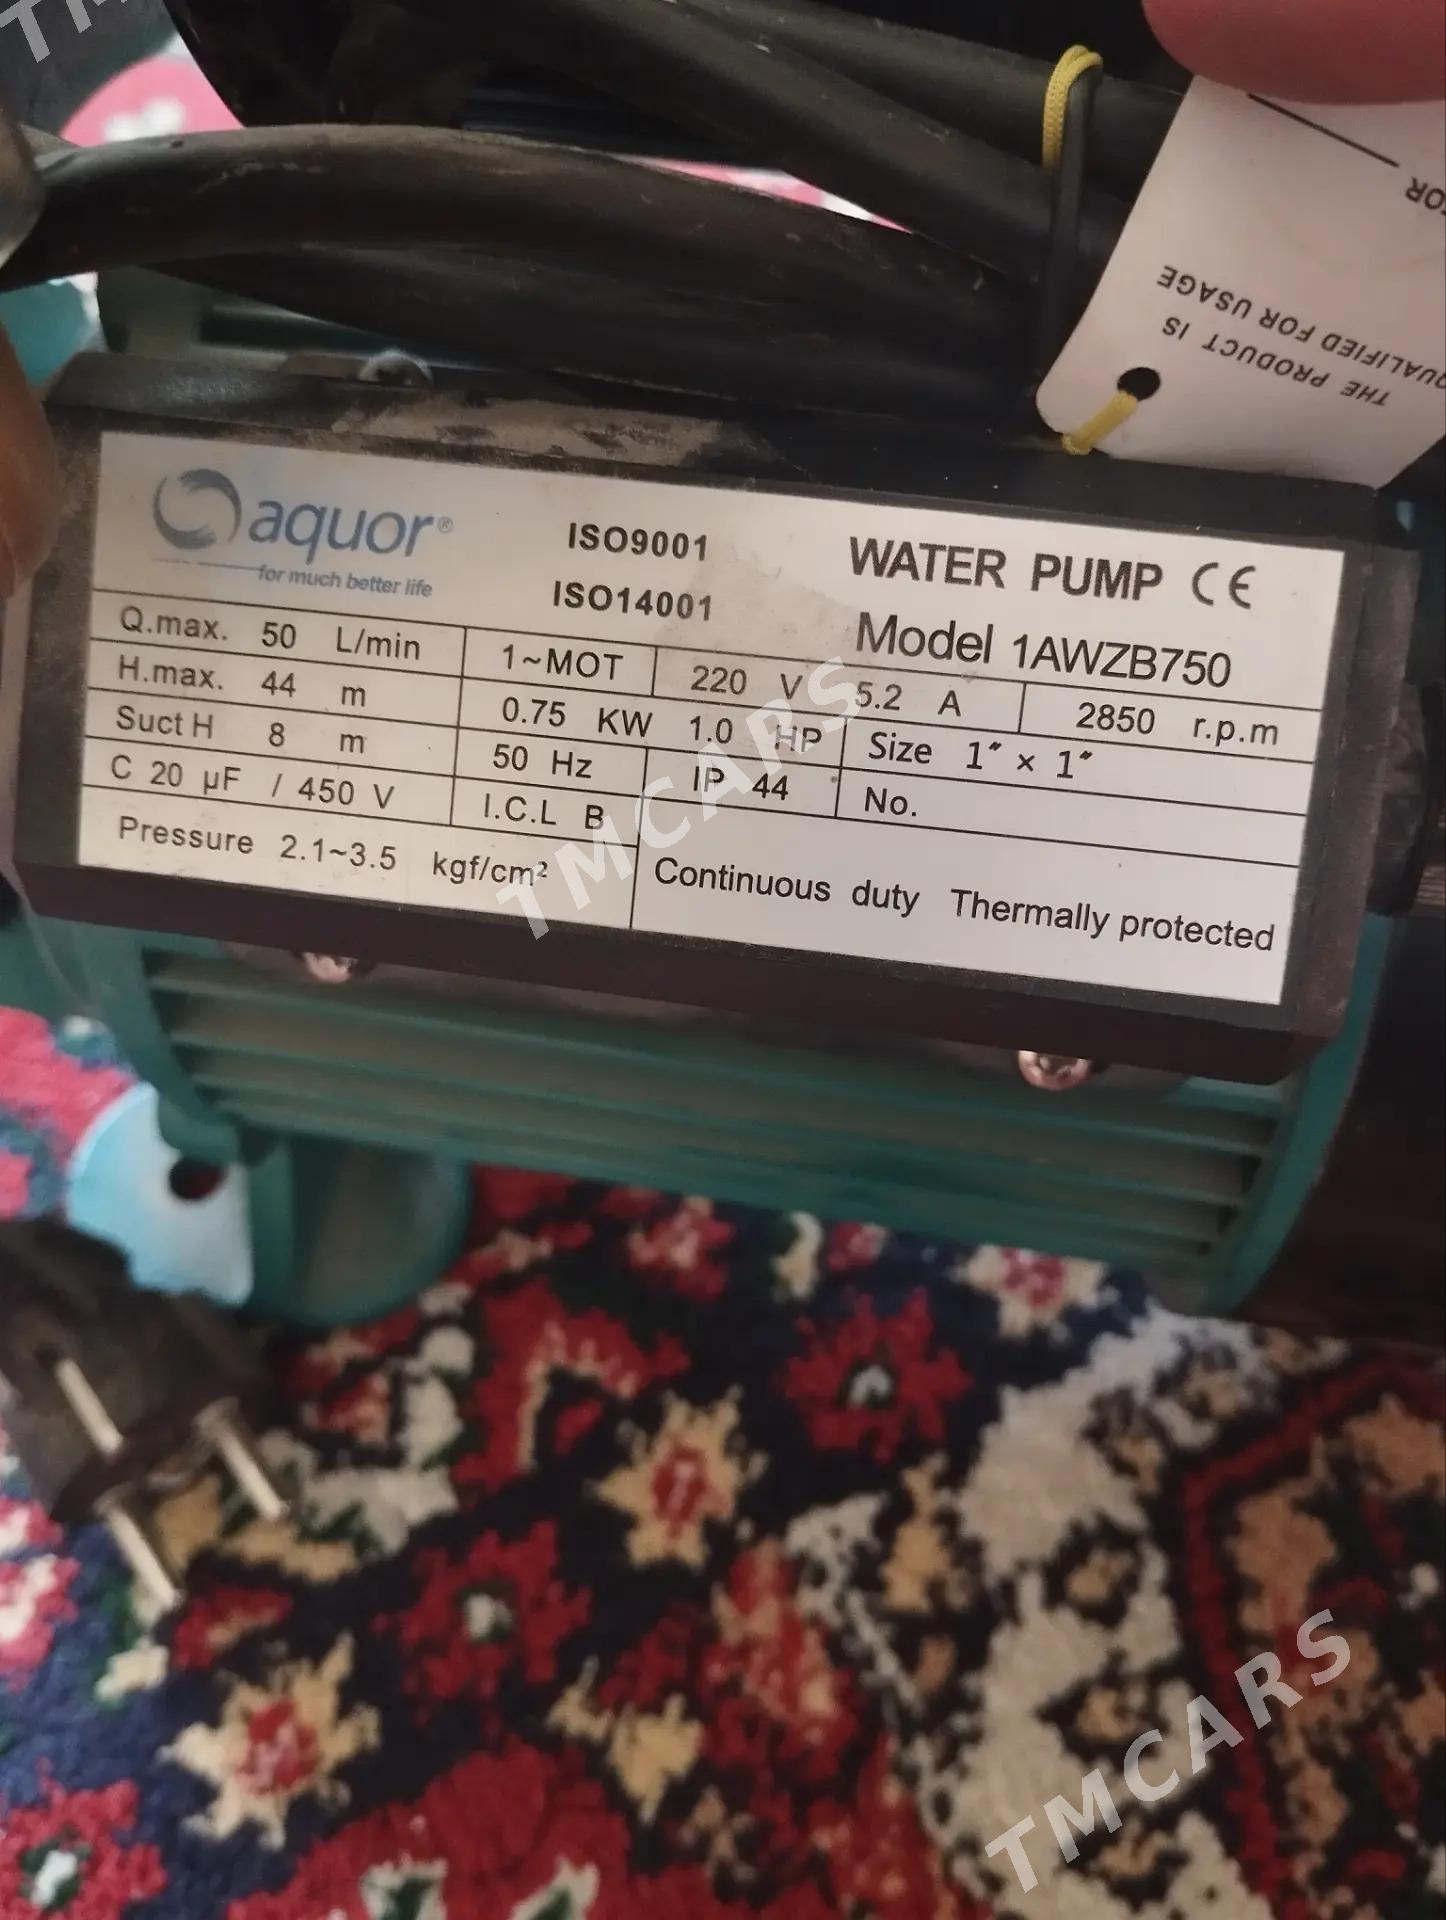 TM
OR
QUALIFIED FOR USAGE
THE PRODUCT IS
aquor®
for much better life
ISO9001
ISO14001
WATER PUMP CE
Model 1AWZB750
Q.max. 50 L/min
1~MOT
220 V 5.2 A
2850 r.p.m
H.max. 44 m
0.75 KW 1.0 HP
Size 1″ × 1″
Suct H 8 m
50 Hz
IP 44
No.
C 20 µF / 450 V
I.C.L B
Pressure 2.1~3.5 kgf/cm²
Continuous duty Thermally protected
TMCARS
TMCARS